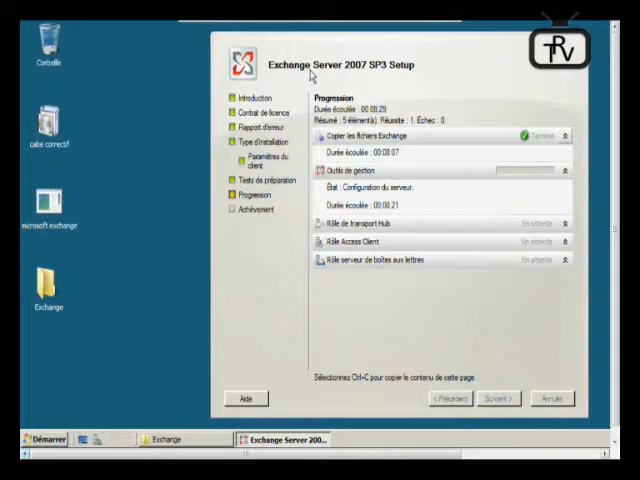 TRV
Corbeille
cabe correctif
microsoft exchange
Exchange
Exchange Server 2007 SP3 Setup
Introduction
Contrat de licence
Rapport d'erreur
Type d'installation
Paramètres du
client
Tests de préparation
Progression
Achèvement
Progression
Durée écoulée : 00:08:29
Résumé : 5 élément(s). Réussite : 1. Échec : 0.
Copier les fichiers Exchange
Terminé
Durée écoulée : 00:08:07
Outils de gestion
État : Configuration du serveur.
Durée écoulée : 00:00:21
Rôle de transport Hub
En attente
Rôle Access Client
En attente
Rôle serveur de boîtes aux lettres
En attente
Sélectionnez Ctrl+C pour copier le contenu de cette page.
Aide
< Précédent
Suivant >
Annuler
Démarrer
Exchange
Exchange Server 200...